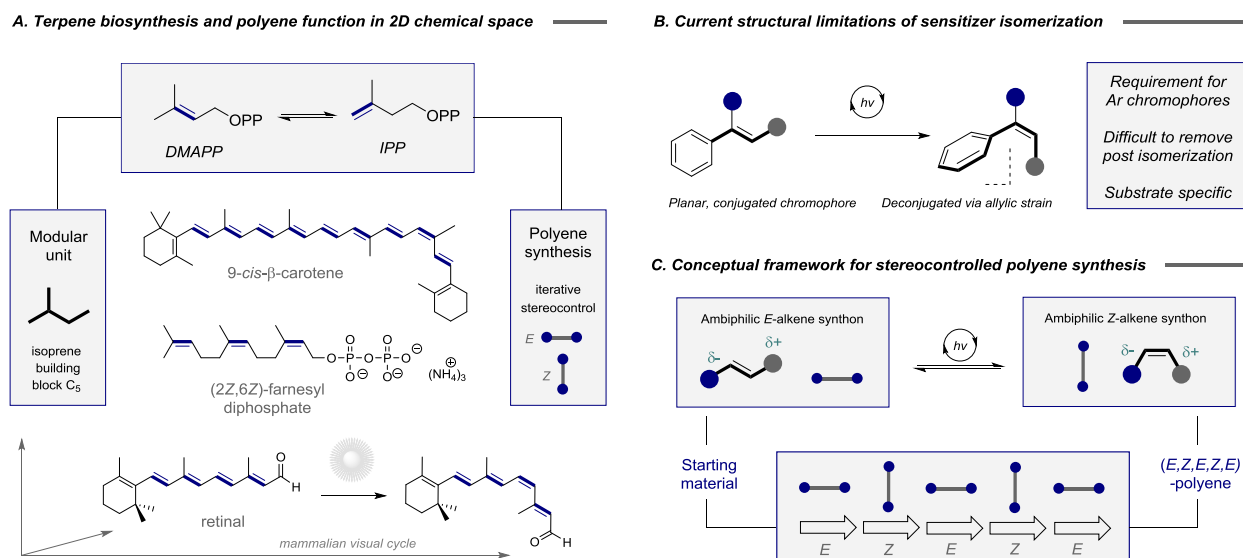 A. Terpene biosynthesis and polyene function in 2D chemical space
OPP
DMAPP
OPP
IPP
Modular
unit
isoprene
building
block C5
9-cis-β-carotene
O
P
O
O⊖
O
P
O
O⊖
O⊖
⊕
(NH4)3
(2Z,6Z)-farnesyl
diphosphate
Polyene
synthesis
iterative
stereocontrol
E
Z
O
H
retinal
mammalian visual cycle
O
H
B. Current structural limitations of sensitizer isomerization
hν
Planar, conjugated chromophore
Deconjugated via allylic strain
Requirement for
Ar chromophores
Difficult to remove
post isomerization
Substrate specific
C. Conceptual framework for stereocontrolled polyene synthesis
Ambiphilic E-alkene synthon
δ-
δ+
hν
Ambiphilic Z-alkene synthon
δ-
δ+
Starting
material
E
Z
E
Z
E
(E,Z,E,Z,E)
-polyene